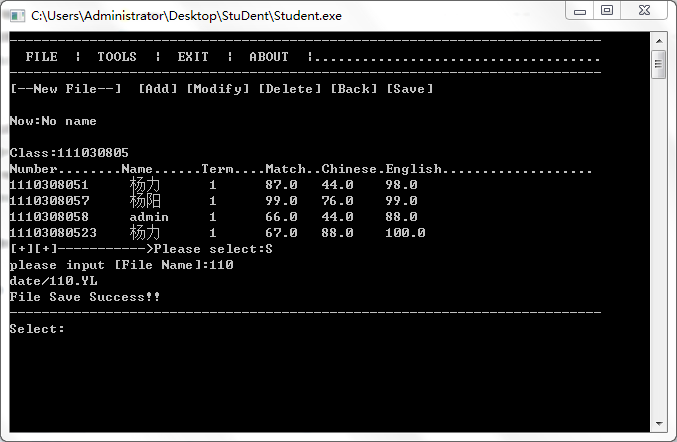 C:\Users\Administrator\Desktop\StuDent\Student.exe
--------------------------------------------------------------------------
FILE ¦ TOOLS ¦ EXIT ¦ ABOUT ¦....................................
--------------------------------------------------------------------------
[--New File--] [Add] [Modify] [Delete] [Back] [Save]
Now:No name
Class:111030805
Number........Name......Term....Match..Chinese.English...................
1110308051 杨力 1 87.0 44.0 98.0
1110308057 杨阳 1 99.0 76.0 99.0
1110308058 admin 1 66.0 44.0 88.0
11103080523 杨力 1 67.0 88.0 100.0
[+][+]----------->Please select:S
please input [File Name]:110
date/110.YL
File Save Success!!
--------------------------------------------------------------------------
Select: